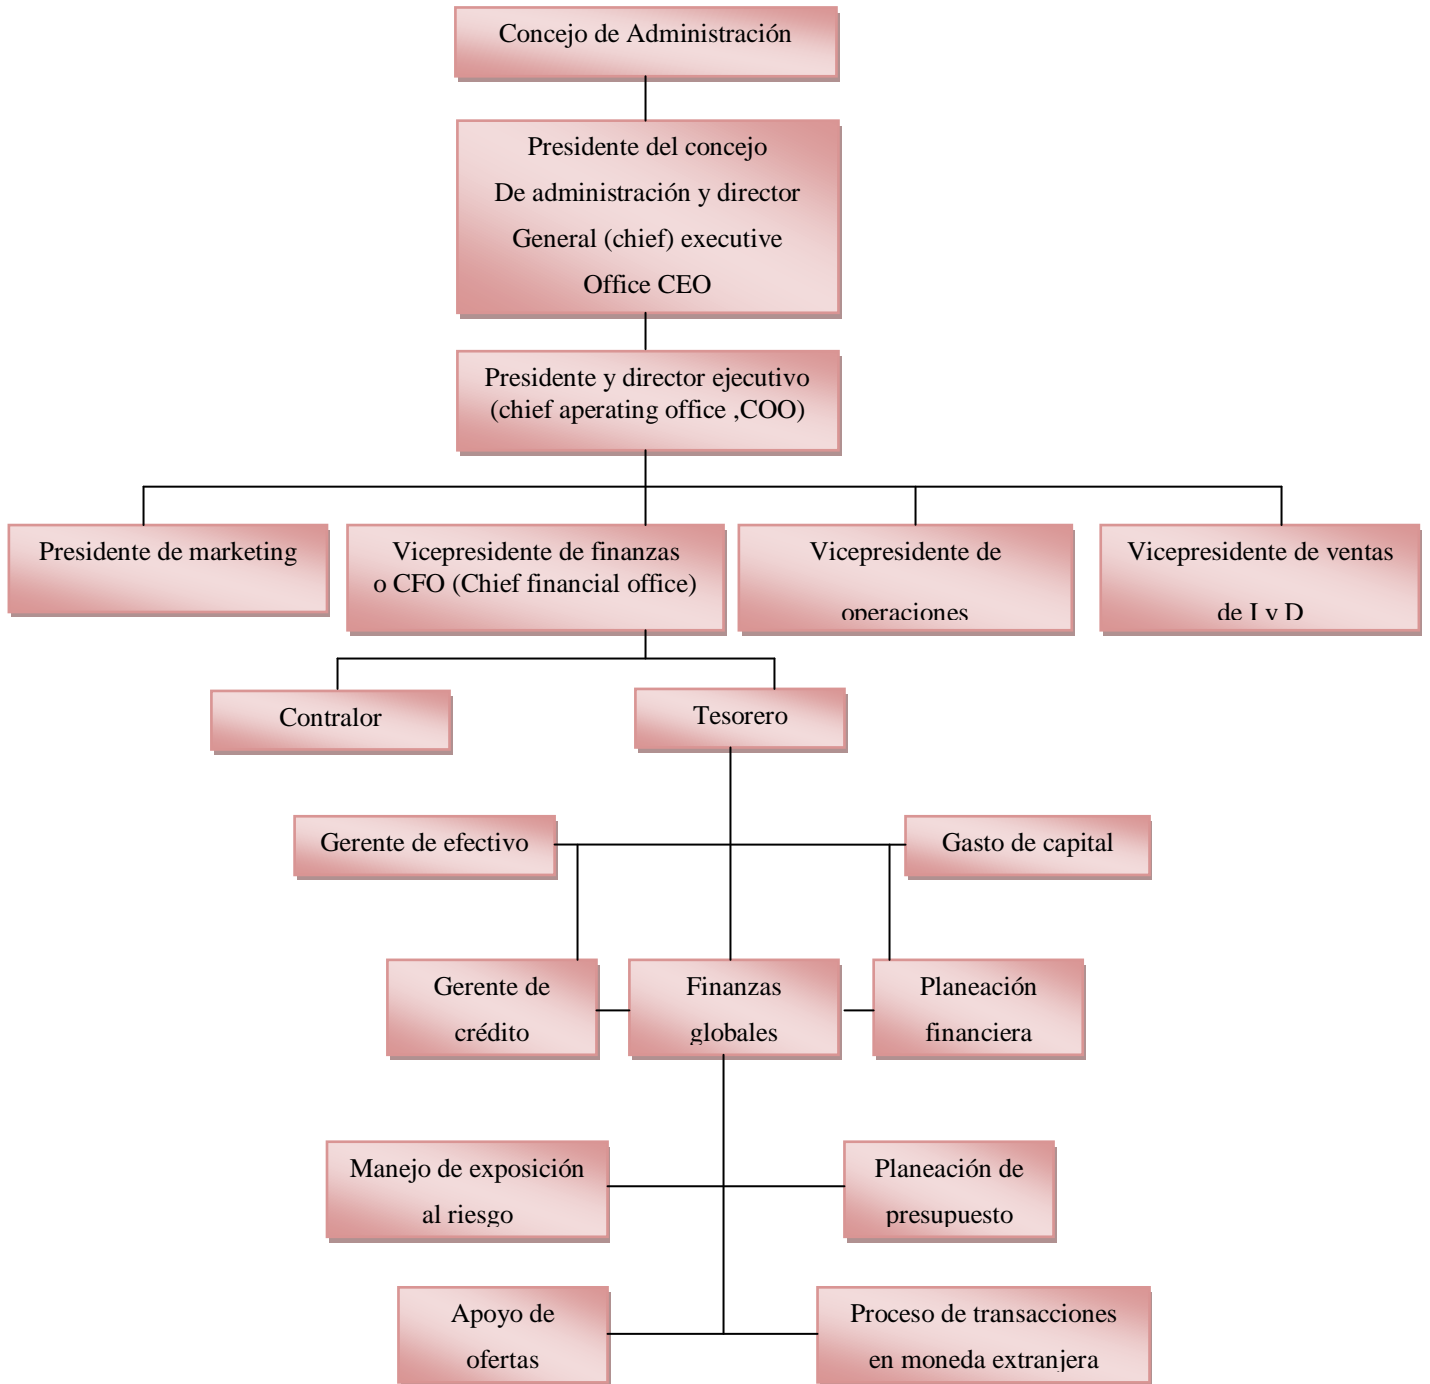 Concejo de Administración
Presidente del concejo
De administración y director
General (chief) executive
Office CEO
Presidente y director ejecutivo
(chief aperating office ,COO)
Presidente de marketing
Vicepresidente de finanzas
o CFO (Chief financial office)
Vicepresidente de
operaciones
Vicepresidente de ventas
de I y D
Contralor
Tesorero
Gerente de efectivo
Gasto de capital
Gerente de
crédito
Finanzas
globales
Planeación
financiera
Manejo de exposición
al riesgo
Planeación de
presupuesto
Apoyo de
ofertas
Proceso de transacciones
en moneda extranjera